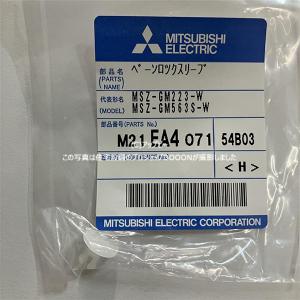 MITSUBISHI
ELECTRIC
部品名
(PARTS NAME)
ベーンロックスリーブ
代表形名
(MODEL)
MSZ-GM223-W
MSZ-GM563S-W
部品番号(PARTS No.)
M21 EA4 071 54B03
<H>
MITSUBISHI ELECTRIC CORPORATION